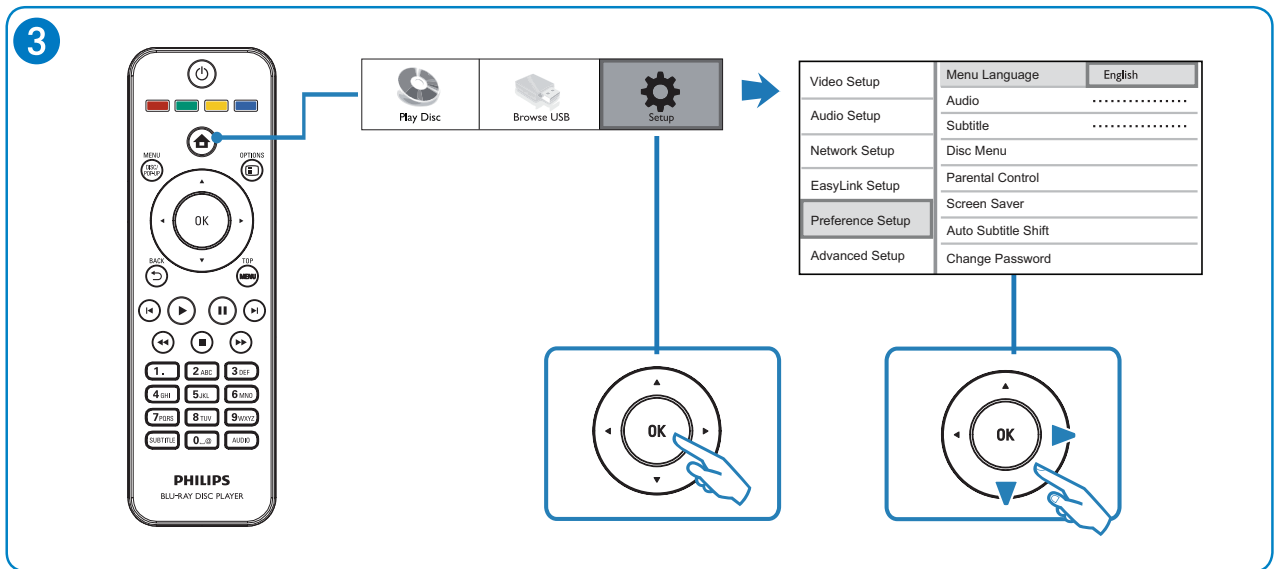 3
MENU
OPTIONS
DISC/
POP-UP
OK
BACK
TOP
MENU
1 .
2 ABC
3 DEF
4 GHI
5 JKL
6 MNO
7 PQRS
8 TUV
9 WXYZ
SUBTITLE
0 _.@
AUDIO
PHILIPS
BLU-RAY DISC PLAYER
Play Disc
Browse USB
Setup
Video Setup
Audio Setup
Network Setup
EasyLink Setup
Preference Setup
Advanced Setup
Menu Language English
Audio ................
Subtitle ................
Disc Menu
Parental Control
Screen Saver
Auto Subtitle Shift
Change Password
OK
OK